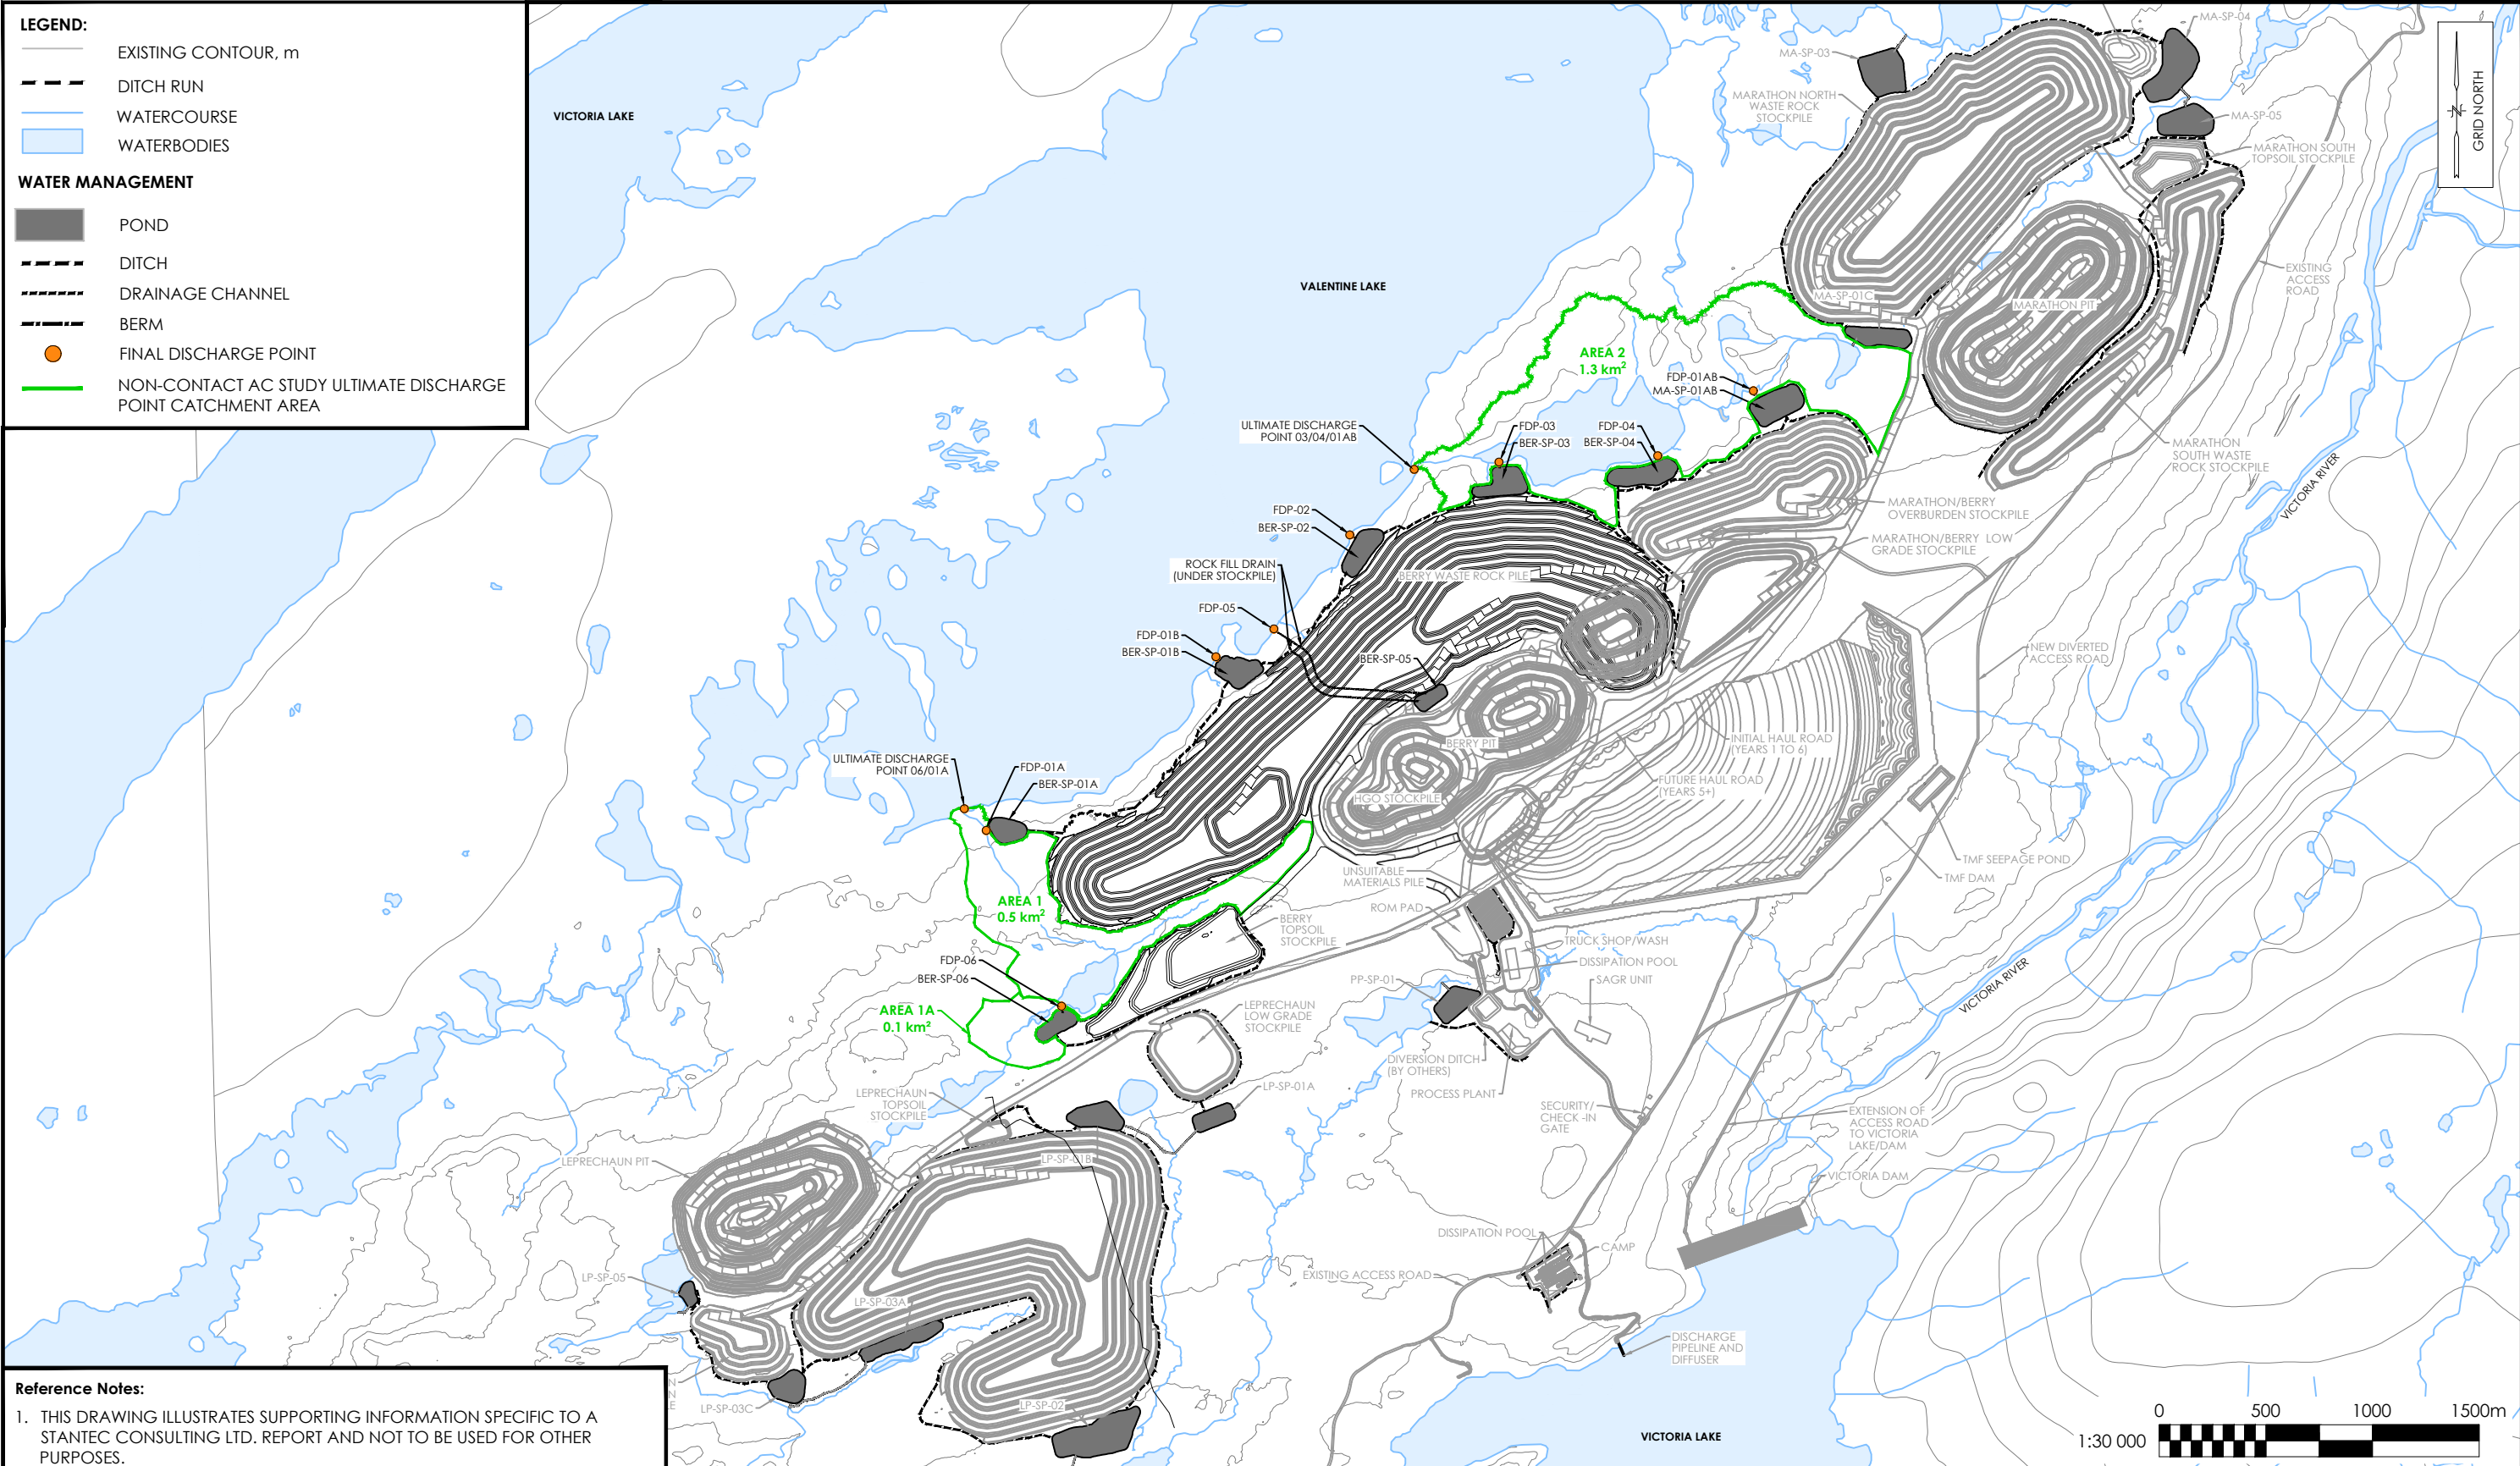 LEGEND:
EXISTING CONTOUR, m
DITCH RUN
WATERCOURSE
WATERBODIES
WATER MANAGEMENT
POND
DITCH
DRAINAGE CHANNEL
BERM
FINAL DISCHARGE POINT
NON-CONTACT AC STUDY ULTIMATE DISCHARGE
POINT CATCHMENT AREA
VICTORIA LAKE
VALENTINE LAKE
MA-SP-03
MA-SP-04
MARATHON NORTH
WASTE ROCK
STOCKPILE
MA-SP-05
MARATHON SOUTH
TOPSOIL STOCKPILE
GRID NORTH
N
EXISTING
ACCESS
ROAD
MA-SP-01C
MARATHON PIT
AREA 2
1.3 km²
FDP-01AB
MA-SP-01AB
ULTIMATE DISCHARGE
POINT 03/04/01AB
FDP-03
BER-SP-03
FDP-04
BER-SP-04
MARATHON
SOUTH WASTE
ROCK STOCKPILE
VICTORIA RIVER
FDP-02
BER-SP-02
MARATHON/BERRY
OVERBURDEN STOCKPILE
MARATHON/BERRY LOW
GRADE STOCKPILE
ROCK FILL DRAIN
(UNDER STOCKPILE)
BERRY WASTE ROCK PILE
FDP-05
FDP-01B
BER-SP-01B
BER-SP-05
NEW DIVERTED
ACCESS ROAD
BERRY PIT
INITIAL HAUL ROAD
(YEARS 1 TO 6)
FUTURE HAUL ROAD
(YEARS 5+)
HGO STOCKPILE
ULTIMATE DISCHARGE
POINT 06/01A
FDP-01A
BER-SP-01A
TMF SEEPAGE POND
TMF DAM
UNSUITABLE
MATERIALS PILE
ROM PAD
AREA 1
0.5 km²
BERRY
TOPSOIL
STOCKPILE
TRUCK SHOP/WASH
DISSIPATION POOL
SAGR UNIT
PP-SP-01
FDP-06
BER-SP-06
AREA 1A
0.1 km²
LEPRECHAUN
LOW GRADE
STOCKPILE
VICTORIA RIVER
DIVERSION DITCH
(BY OTHERS)
PROCESS PLANT
LEPRECHAUN
TOPSOIL
STOCKPILE
LP-SP-01A
SECURITY/
CHECK -IN
GATE
EXTENSION OF
ACCESS ROAD
TO VICTORIA
LAKE/DAM
LEPRECHAUN PIT
LP-SP-01B
VICTORIA DAM
DISSIPATION POOL
CAMP
LP-SP-05
EXISTING ACCESS ROAD
LP-SP-03A
DISCHARGE
PIPELINE AND
DIFFUSER
LP-SP-03C
LP-SP-02
VICTORIA LAKE
0 500 1000 1500m
1:30 000
Reference Notes:
1. THIS DRAWING ILLUSTRATES SUPPORTING INFORMATION SPECIFIC TO A
STANTEC CONSULTING LTD. REPORT AND NOT TO BE USED FOR OTHER
PURPOSES.